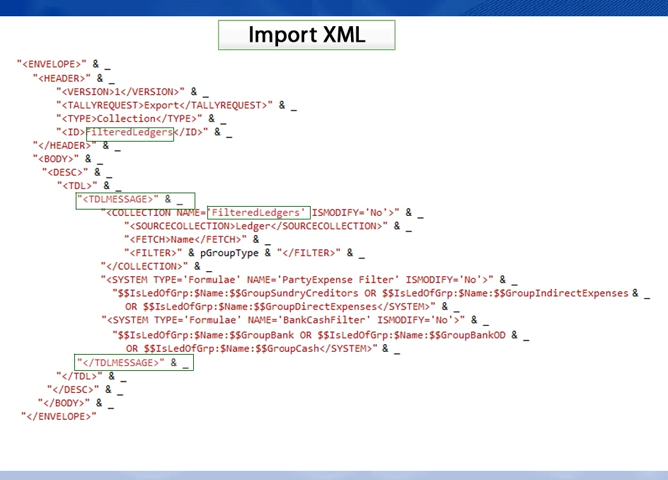 Import XML
"<ENVELOPE>" & _
"<HEADER>" & _
"<VERSION>1</VERSION>" & _
"<TALLYREQUEST>Export</TALLYREQUEST>" & _
"<TYPE>Collection</TYPE>" & _
"<ID>FilteredLedgers</ID>" & _
"</HEADER>" & _
"<BODY>" & _
"<DESC>" & _
"<TDL>" & _
"<TDLMESSAGE>" & _
"<COLLECTION NAME='FilteredLedgers' ISMODIFY='No'>" & _
"<SOURCECOLLECTION>Ledger</SOURCECOLLECTION>" & _
"<FETCH>Name</FETCH>" & _
"<FILTER>" & pGroupType & "</FILTER>" & _
"</COLLECTION>" & _
"<SYSTEM TYPE='Formulae' NAME='PartyExpense Filter' ISMODIFY='No'>" & _
"$$IsLedOfGrp:$Name:$$GroupSundryCreditors OR $$IsLedOfGrp:$Name:$$GroupIndirectExpenses & _
OR $$IsLedOfGrp:$Name:$$GroupDirectExpenses</SYSTEM>" & _
"<SYSTEM TYPE='Formulae' NAME='BankCashFilter' ISMODIFY='No'>" & _
"$$IsLedOfGrp:$Name:$$GroupBank OR $$IsLedOfGrp:$Name:$$GroupBankOD & _
OR $$IsLedOfGrp:$Name:$$GroupCash</SYSTEM>" & _
"</TDLMESSAGE>" & _
"</TDL>" & _
"</DESC>" & _
"</BODY>" & _
"</ENVELOPE>"